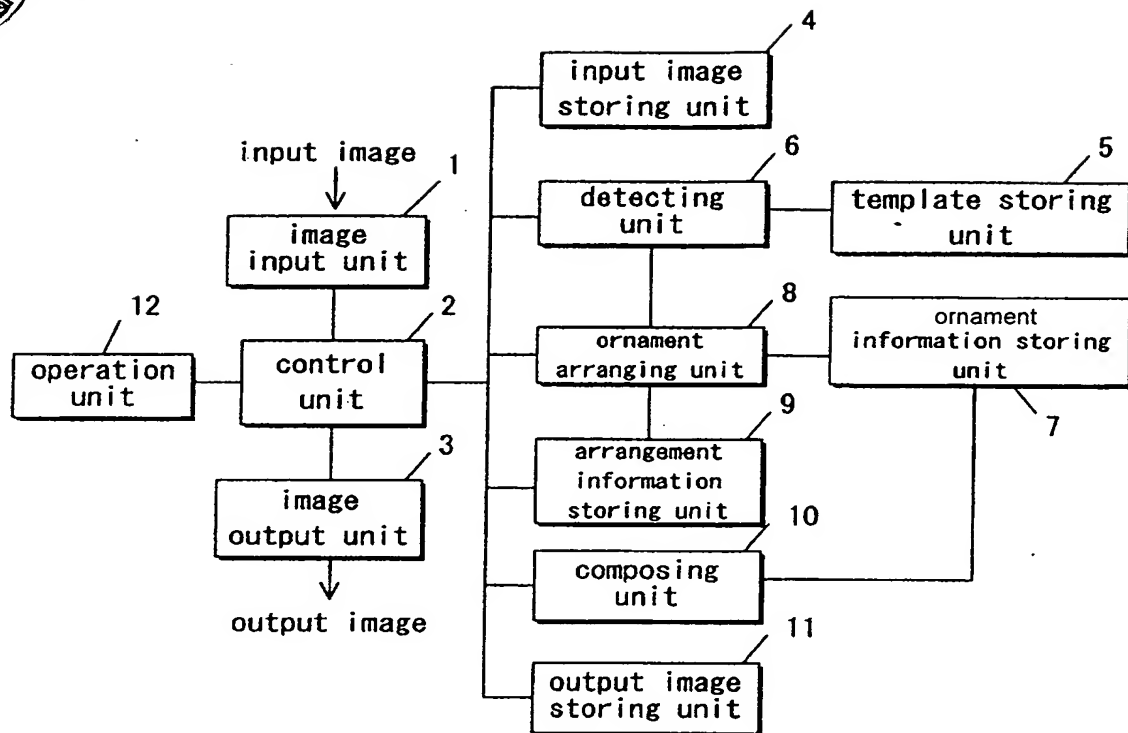 4
input image
storing unit
input image
1
image
input unit
6
detecting
unit
5
template storing
unit
12
operation
unit
2
control
unit
8
ornament
arranging unit
ornament
information storing
unit
7
3
image
output unit
output image
9
arrangement
information
storing unit
10
composing
unit
11
output image
storing unit